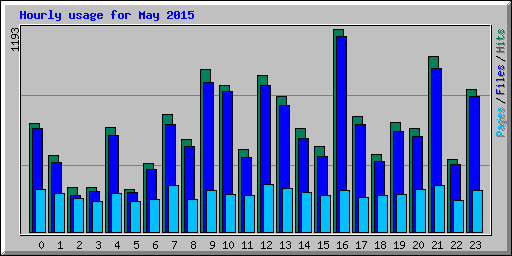 Hourly usage for May 2015
1193
Pages / Files / Hits
0 1 2 3 4 5 6 7 8 9 10 11 12 13 14 15 16 17 18 19 20 21 22 23